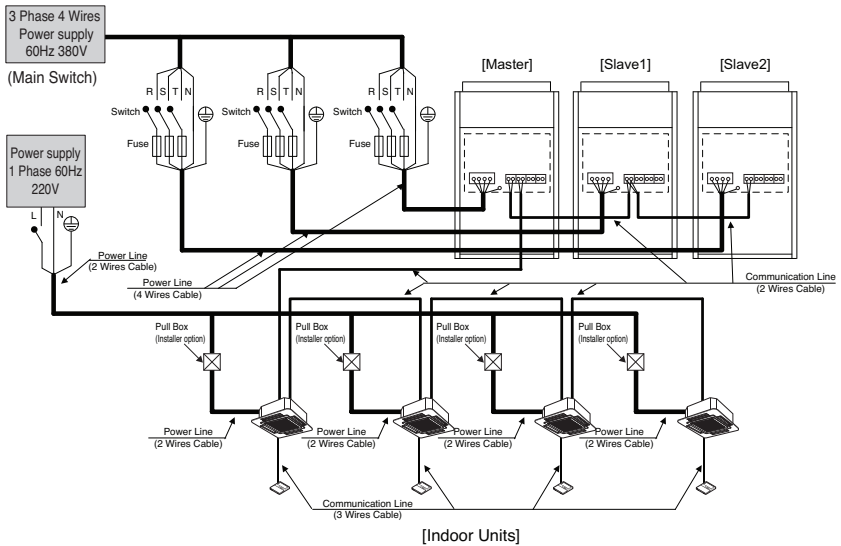 3 Phase 4 Wires
Power supply
60Hz 380V
(Main Switch)
[Master]
[Slave1]
[Slave2]
R S T N
R S T N
R S T N
Switch
Switch
Switch
Fuse
Fuse
Fuse
Power supply
1 Phase 60Hz
220V
L N
Power Line
(2 Wires Cable)
Power Line
(4 Wires Cable)
Communication Line
(2 Wires Cable)
Pull Box
(Installer option)
Pull Box
(Installer option)
Pull Box
(Installer option)
Pull Box
(Installer option)
Power Line
(2 Wires Cable)
Power Line
(2 Wires Cable)
Power Line
(2 Wires Cable)
Power Line
(2 Wires Cable)
Communication Line
(3 Wires Cable)
[Indoor Units]